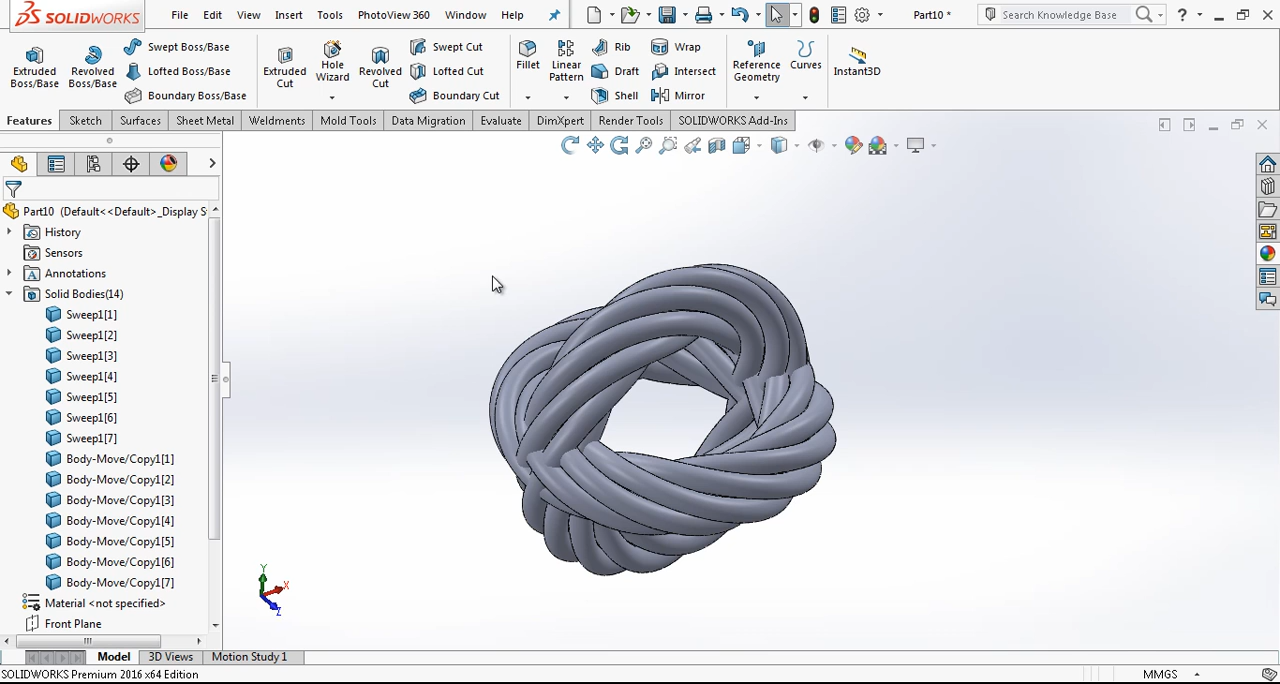 SOLIDWORKS File Edit View Insert Tools PhotoView 360 Window Help Part10 * Search Knowledge Base ?
Extruded Boss/Base
Revolved Boss/Base
Swept Boss/Base
Lofted Boss/Base
Boundary Boss/Base
Extruded Cut
Hole Wizard
Revolved Cut
Swept Cut
Lofted Cut
Boundary Cut
Fillet
Linear Pattern
Rib
Draft
Shell
Wrap
Intersect
Mirror
Reference Geometry
Curves
Instant3D
Features Sketch Surfaces Sheet Metal Weldments Mold Tools Data Migration Evaluate DimXpert Render Tools SOLIDWORKS Add-Ins
Part10 (Default<<Default>_Display S
History
Sensors
Annotations
Solid Bodies(14)
Sweep1[1]
Sweep1[2]
Sweep1[3]
Sweep1[4]
Sweep1[5]
Sweep1[6]
Sweep1[7]
Body-Move/Copy1[1]
Body-Move/Copy1[2]
Body-Move/Copy1[3]
Body-Move/Copy1[4]
Body-Move/Copy1[5]
Body-Move/Copy1[6]
Body-Move/Copy1[7]
Material <not specified>
Front Plane
Y
X
Z
Model 3D Views Motion Study 1
SOLIDWORKS Premium 2016 x64 Edition MMGS